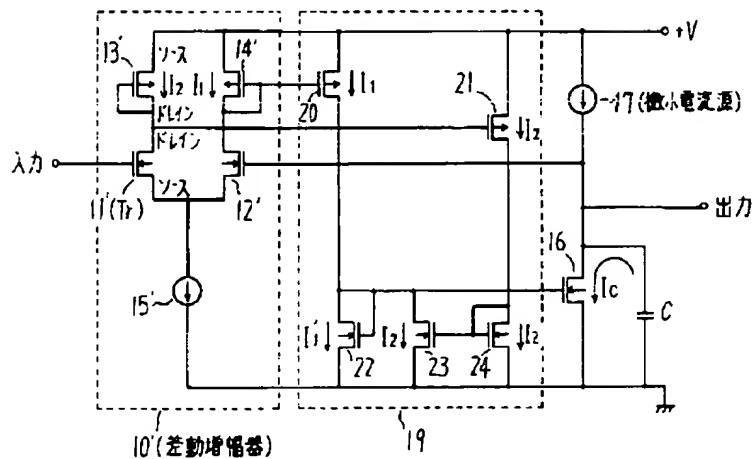 +V
13'
ソース
14'
I2
I1
ドレイン
20
I1
21
I2
17(微小電流源)
入力
ドレイン
ソース
11'(Tr)
12'
出力
16
Ic
C
15'
I1'
22
I2
23
24
I2
10'(差動増幅器)
19